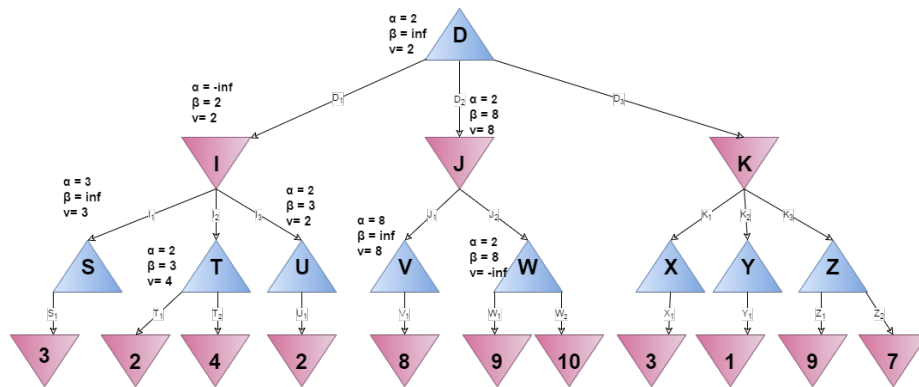 α = 2
β = inf
v= 2
D
α = -inf
β = 2
v= 2
D₁
D₂
D₃
α = 2
β = 8
v= 8
I
J
K
α = 3
β = inf
v= 3
α = 2
β = 3
v= 2
I₁
I₂
I₃
α = 8
β = inf
v= 8
J₁
J₂
K₁
K₂
K₃
α = 2
β = 3
v= 4
α = 2
β = 8
v= -inf
S
T
U
V
W
X
Y
Z
S₁
T₁
T₂
U₁
V₁
W₁
W₂
X₁
Y₁
Z₁
Z₂
3
2
4
2
8
9
10
3
1
9
7